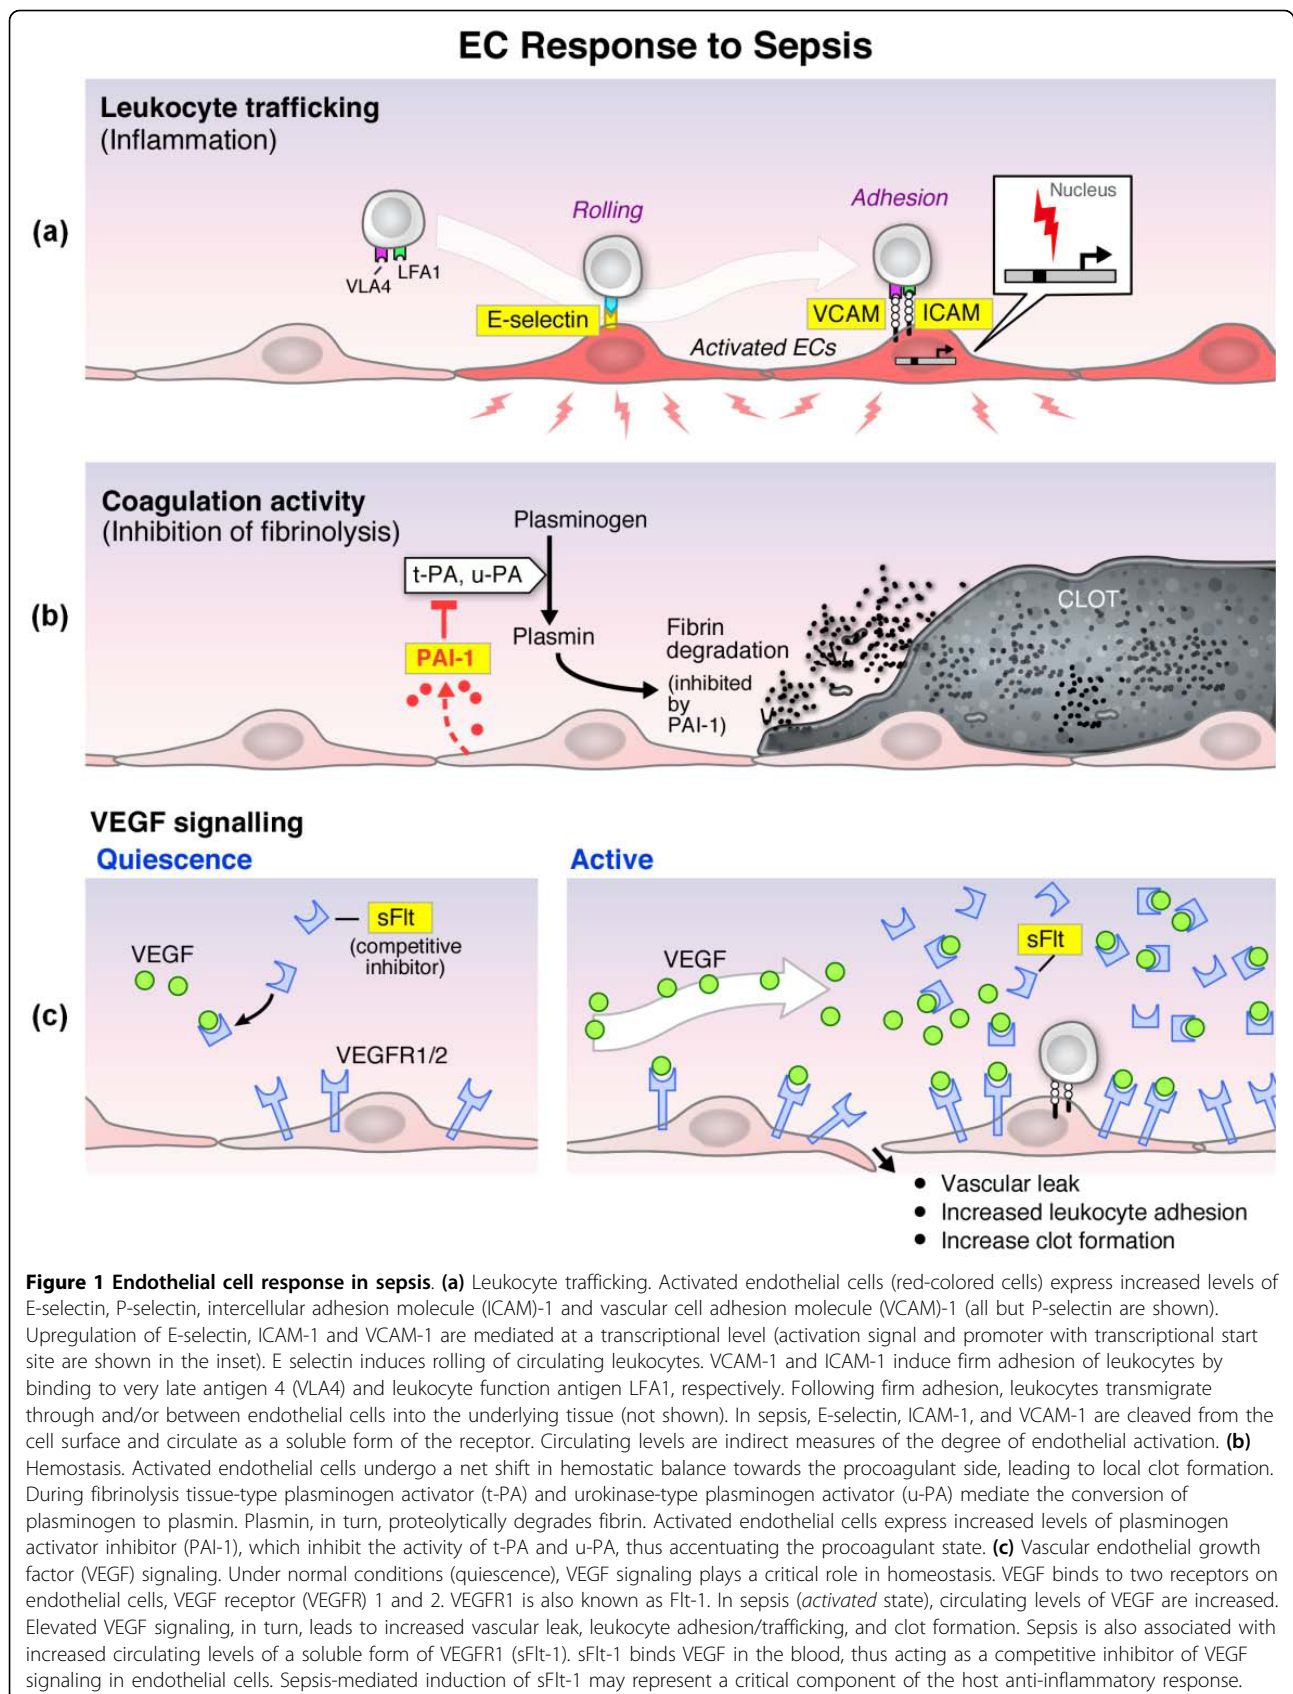 EC Response to Sepsis
Leukocyte trafficking
(Inflammation)
(a)
VLA4
LFA1
Rolling
E-selectin
Activated ECs
Adhesion
VCAM
ICAM
Nucleus
Coagulation activity
(Inhibition of fibrinolysis)
(b)
Plasminogen
t-PA, u-PA
Plasmin
PAI-1
Fibrin
degradation
(inhibited
by
PAI-1)
CLOT
VEGF signalling
Quiescence
(c)
VEGF
sFlt
(competitive
inhibitor)
VEGFR1/2
Active
VEGF
sFlt
• Vascular leak
• Increased leukocyte adhesion
• Increase clot formation
Figure 1 Endothelial cell response in sepsis. (a) Leukocyte trafficking. Activated endothelial cells (red-colored cells) express increased levels of
E-selectin, P-selectin, intercellular adhesion molecule (ICAM)-1 and vascular cell adhesion molecule (VCAM)-1 (all but P-selectin are shown).
Upregulation of E-selectin, ICAM-1 and VCAM-1 are mediated at a transcriptional level (activation signal and promoter with transcriptional start
site are shown in the inset). E selectin induces rolling of circulating leukocytes. VCAM-1 and ICAM-1 induce firm adhesion of leukocytes by
binding to very late antigen 4 (VLA4) and leukocyte function antigen LFA1, respectively. Following firm adhesion, leukocytes transmigrate
through and/or between endothelial cells into the underlying tissue (not shown). In sepsis, E-selectin, ICAM-1, and VCAM-1 are cleaved from the
cell surface and circulate as a soluble form of the receptor. Circulating levels are indirect measures of the degree of endothelial activation. (b)
Hemostasis. Activated endothelial cells undergo a net shift in hemostatic balance towards the procoagulant side, leading to local clot formation.
During fibrinolysis tissue-type plasminogen activator (t-PA) and urokinase-type plasminogen activator (u-PA) mediate the conversion of
plasminogen to plasmin. Plasmin, in turn, proteolytically degrades fibrin. Activated endothelial cells express increased levels of plasminogen
activator inhibitor (PAI-1), which inhibit the activity of t-PA and u-PA, thus accentuating the procoagulant state. (c) Vascular endothelial growth
factor (VEGF) signaling. Under normal conditions (quiescence), VEGF signaling plays a critical role in homeostasis. VEGF binds to two receptors on
endothelial cells, VEGF receptor (VEGFR) 1 and 2. VEGFR1 is also known as Flt-1. In sepsis (activated state), circulating levels of VEGF are increased.
Elevated VEGF signaling, in turn, leads to increased vascular leak, leukocyte adhesion/trafficking, and clot formation. Sepsis is also associated with
increased circulating levels of a soluble form of VEGFR1 (sFlt-1). sFlt-1 binds VEGF in the blood, thus acting as a competitive inhibitor of VEGF
signaling in endothelial cells. Sepsis-mediated induction of sFlt-1 may represent a critical component of the host anti-inflammatory response.